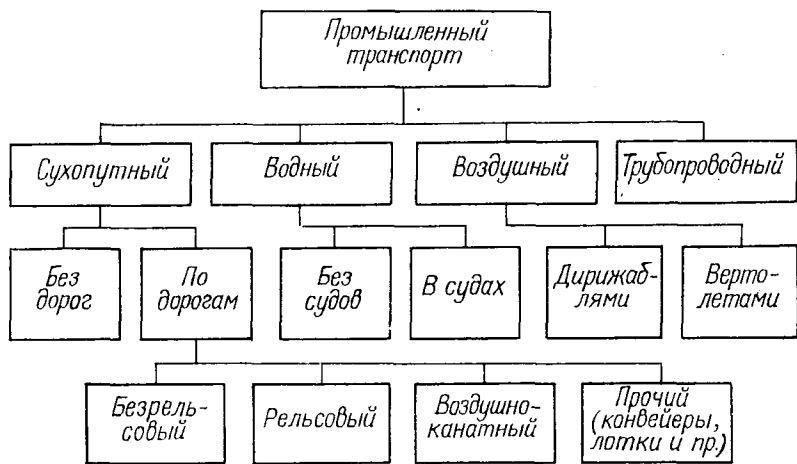 Промышленный
транспорт
Сухопутный
Водный
Воздушный
Трубопроводный
Без
дорог
По
дорогам
Без
судов
В судах
Дирижаб-
лями
Верто-
летами
Безрель-
совый
Рельсовый
Воздушно-
канатный
Прочий
(конвейеры,
лотки и пр.)